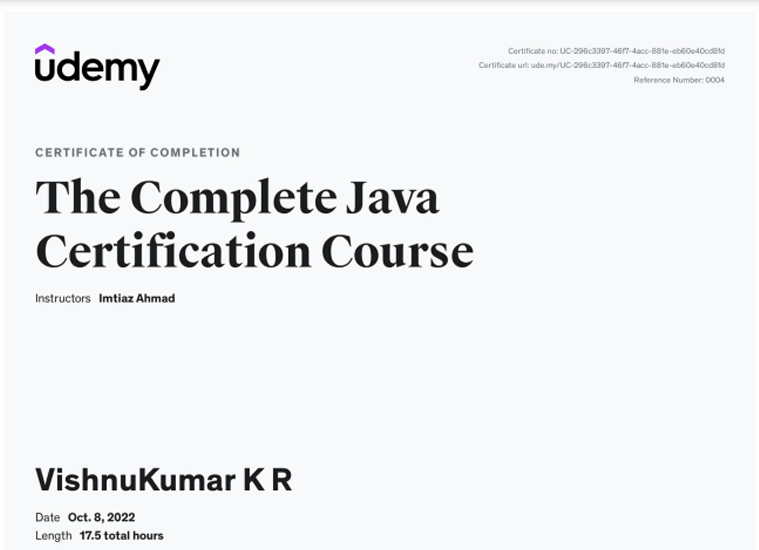 udemy
Certificate no: UC-296c3397-46f7-4acc-881e-eb60e40cd81d
Certificate url: ude.my/UC-296c3397-46f7-4acc-881e-eb60e40cd81d
Reference Number: 0004
CERTIFICATE OF COMPLETION
The Complete Java
Certification Course
Instructors Imtiaz Ahmad
VishnuKumar K R
Date Oct. 8, 2022
Length 17.5 total hours